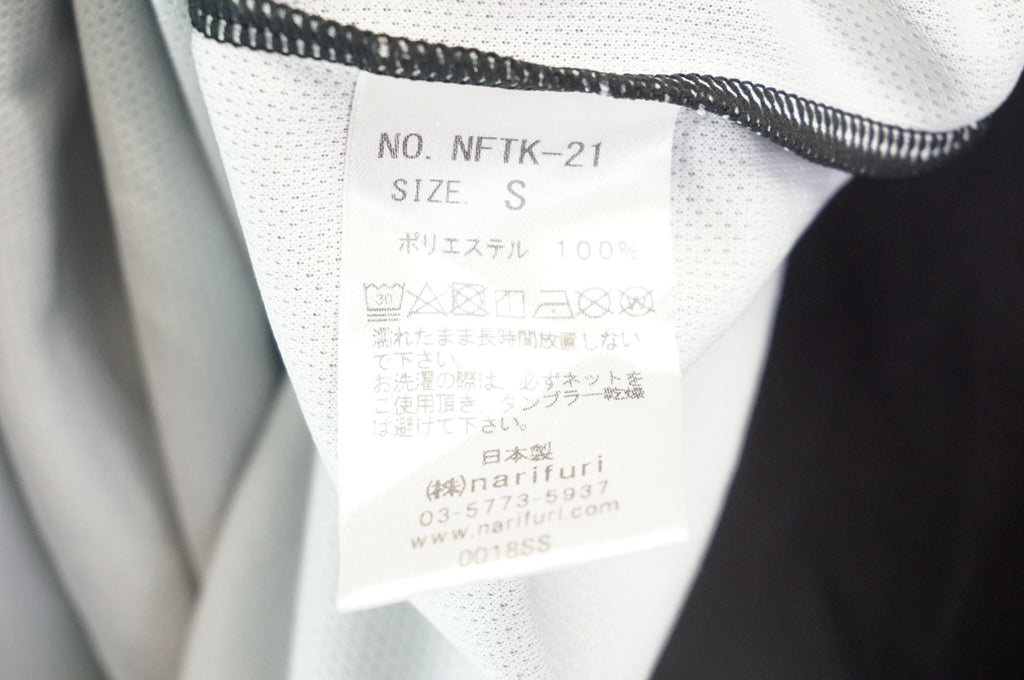 NO. NFTK-21
SIZE. S
ポリエステル 100%
30
濡れたまま長時間放置しない
で下さい。
お洗濯の際は、必ずネットを
ご使用頂き、タンブラー乾燥
は避けて下さい。
日本製
(株)narifuri
03-5773-5937
www.narifuri.com
0018SS